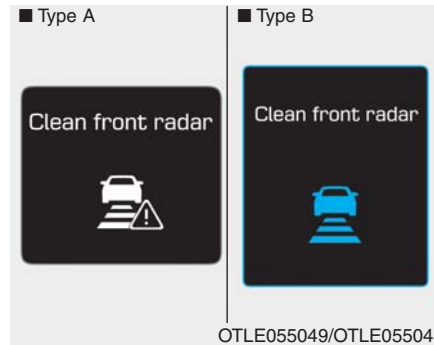 ■ Type A
■ Type B
Clean front radar
Clean front radar
OTLE055049/OTLE05504